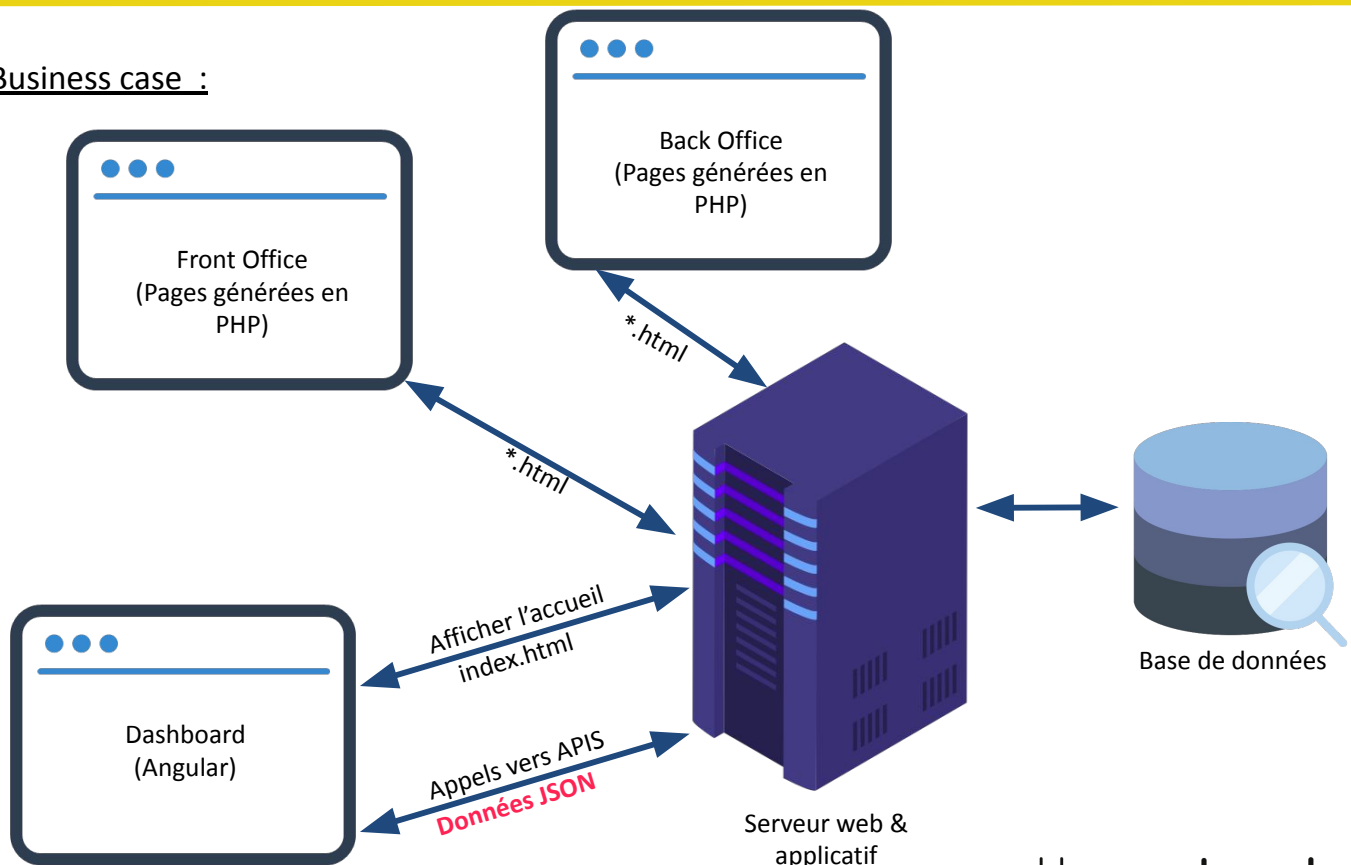 Business case :
Back Office
(Pages générées en
PHP)
Front Office
(Pages générées en
PHP)
*.html
*.html
Afficher l’accueil
index.html
Base de données
Dashboard
(Angular)
Appels vers APIS
Données JSON
Serveur web &
applicatif